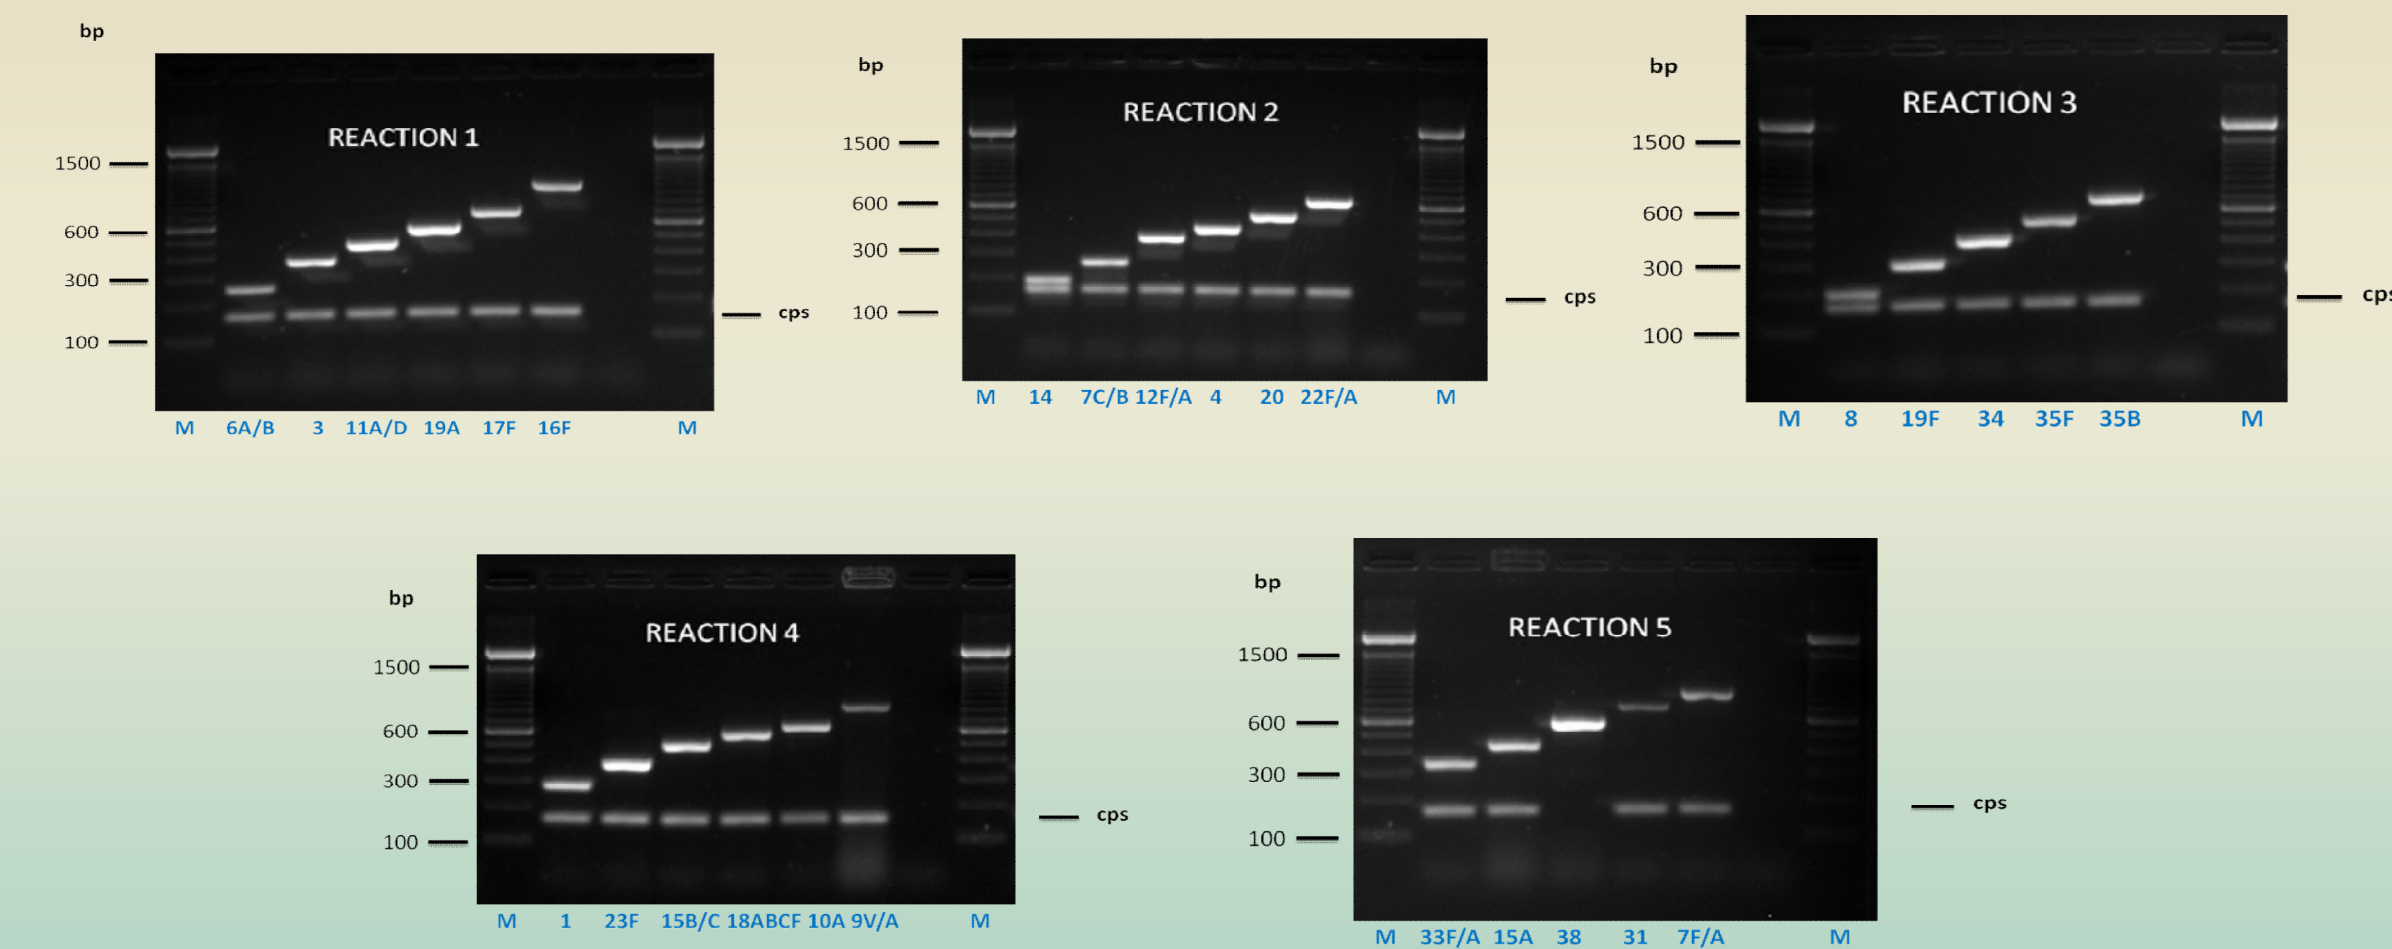 bp
REACTION 1
1500
600
300
100
cps
M 6A/B 3 11A/D 19A 17F 16F M
bp
REACTION 2
1500
600
300
100
cps
M 14 7C/B 12F/A 4 20 22F/A M
bp
REACTION 3
1500
600
300
100
cps
M 8 19F 34 35F 35B M
bp
REACTION 4
1500
600
300
100
cps
M 1 23F 15B/C 18ABCF 10A 9V/A M
bp
REACTION 5
1500
600
300
100
cps
M 33F/A 15A 38 31 7F/A M